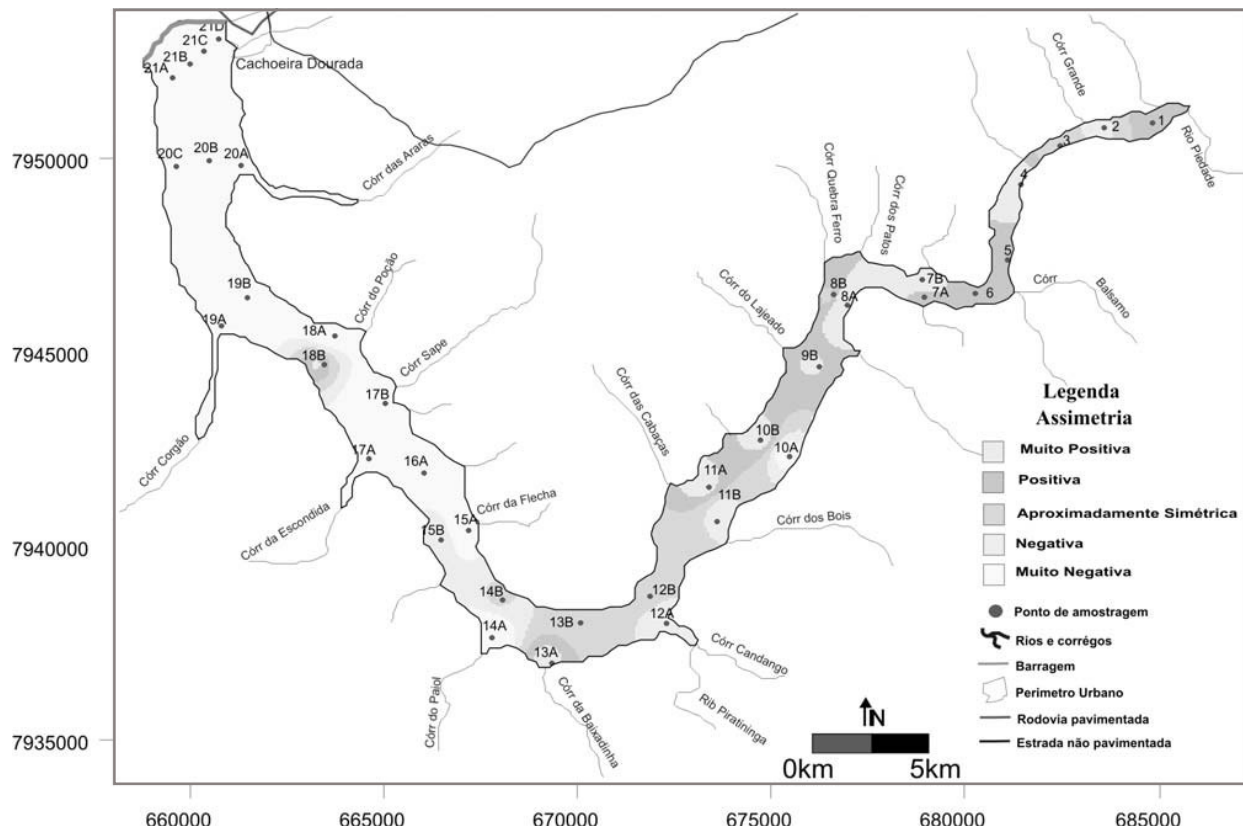 21D
21C
21B
21A
Cachoeira Dourada
Córr Grande
2
1
3
Rio Piedade
7950000
20C
20B
20A
Córr das Araras
4
Córr Quebra Ferro
Córr dos Patos
5
7B
7A
6
Córr
Balsamo
8B
8A
19B
Córr do Poção
Córr do Lajeado
19A
18A
7945000
18B
Córr Sape
9B
17B
Córr das Cabaças
Legenda
Assimetria
Muito Positiva
Positiva
Aproximadamente Simétrica
Negativa
Muito Negativa
Ponto de amostragem
Rios e corrégos
Barragem
Perimetro Urbano
Rodovia pavimentada
Estrada não pavimentada
10B
10A
Córr Corgão
17A
16A
11A
11B
Córr da Flecha
15A
15B
Córr da Escondida
Córr dos Bois
7940000
14B
12B
14A
13B
12A
13A
Córr Candango
Córr do Paiol
Córr da Baixadinha
Rib Piratininga
7935000
N
0km
5km
660000
665000
670000
675000
680000
685000